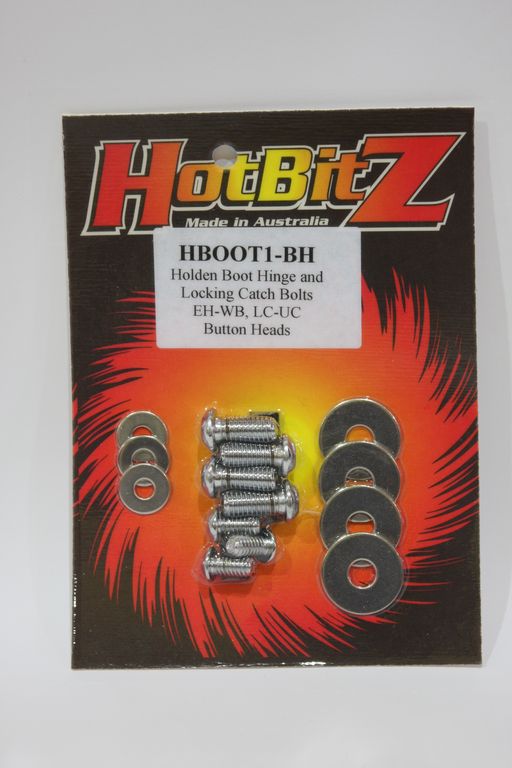 HotBitZ
Made in Australia
HBOOT1-BH
Holden Boot Hinge and
Locking Catch Bolts
EH-WB, LC-UC
Button Heads